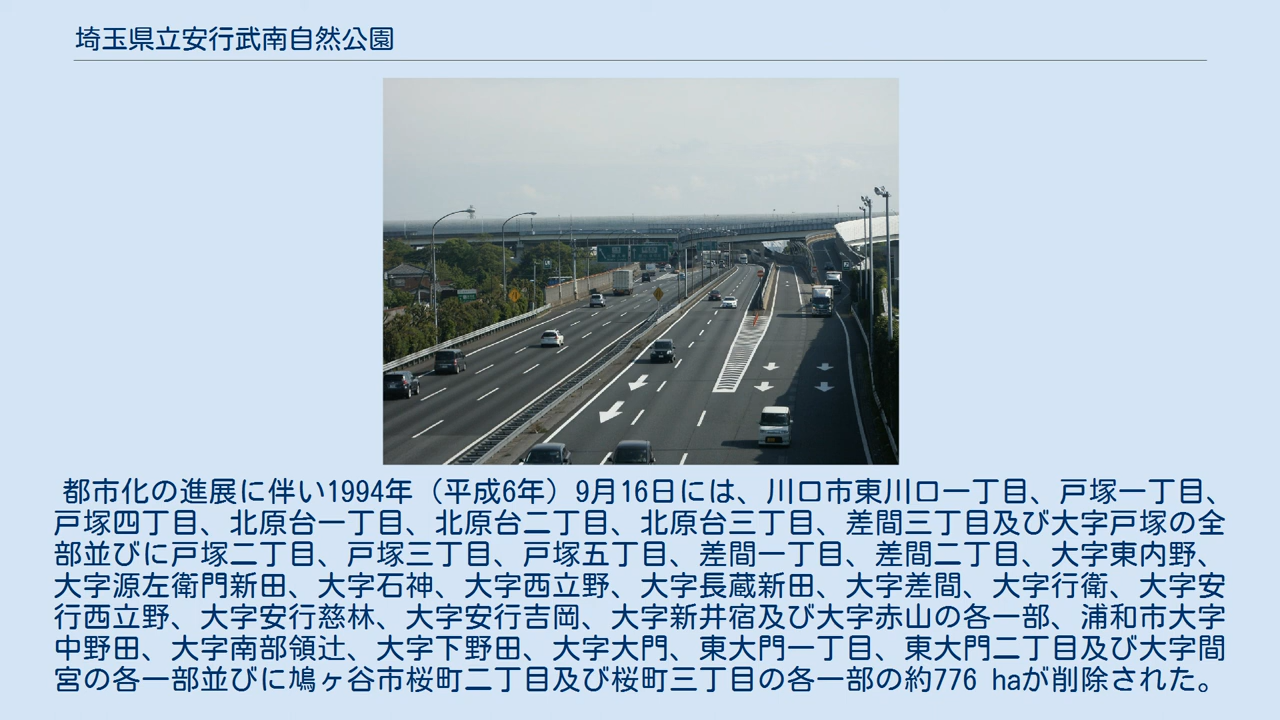 埼玉県立安行武南自然公園
都市化の進展に伴い1994年（平成6年）9月16日には、川口市東川口一丁目、戸塚一丁目、
戸塚四丁目、北原台一丁目、北原台二丁目、北原台三丁目、差間三丁目及び大字戸塚の全
部並びに戸塚二丁目、戸塚三丁目、戸塚五丁目、差間一丁目、差間二丁目、大字東内野、
大字源左衛門新田、大字石神、大字西立野、大字長蔵新田、大字差間、大字行衛、大字安
行西立野、大字安行慈林、大字安行吉岡、大字新井宿及び大字赤山の各一部、浦和市大字
中野田、大字南部領辻、大字下野田、大字大門、東大門一丁目、東大門二丁目及び大字間
宮の各一部並びに鳩ヶ谷市桜町二丁目及び桜町三丁目の各一部の約776 haが削除された。